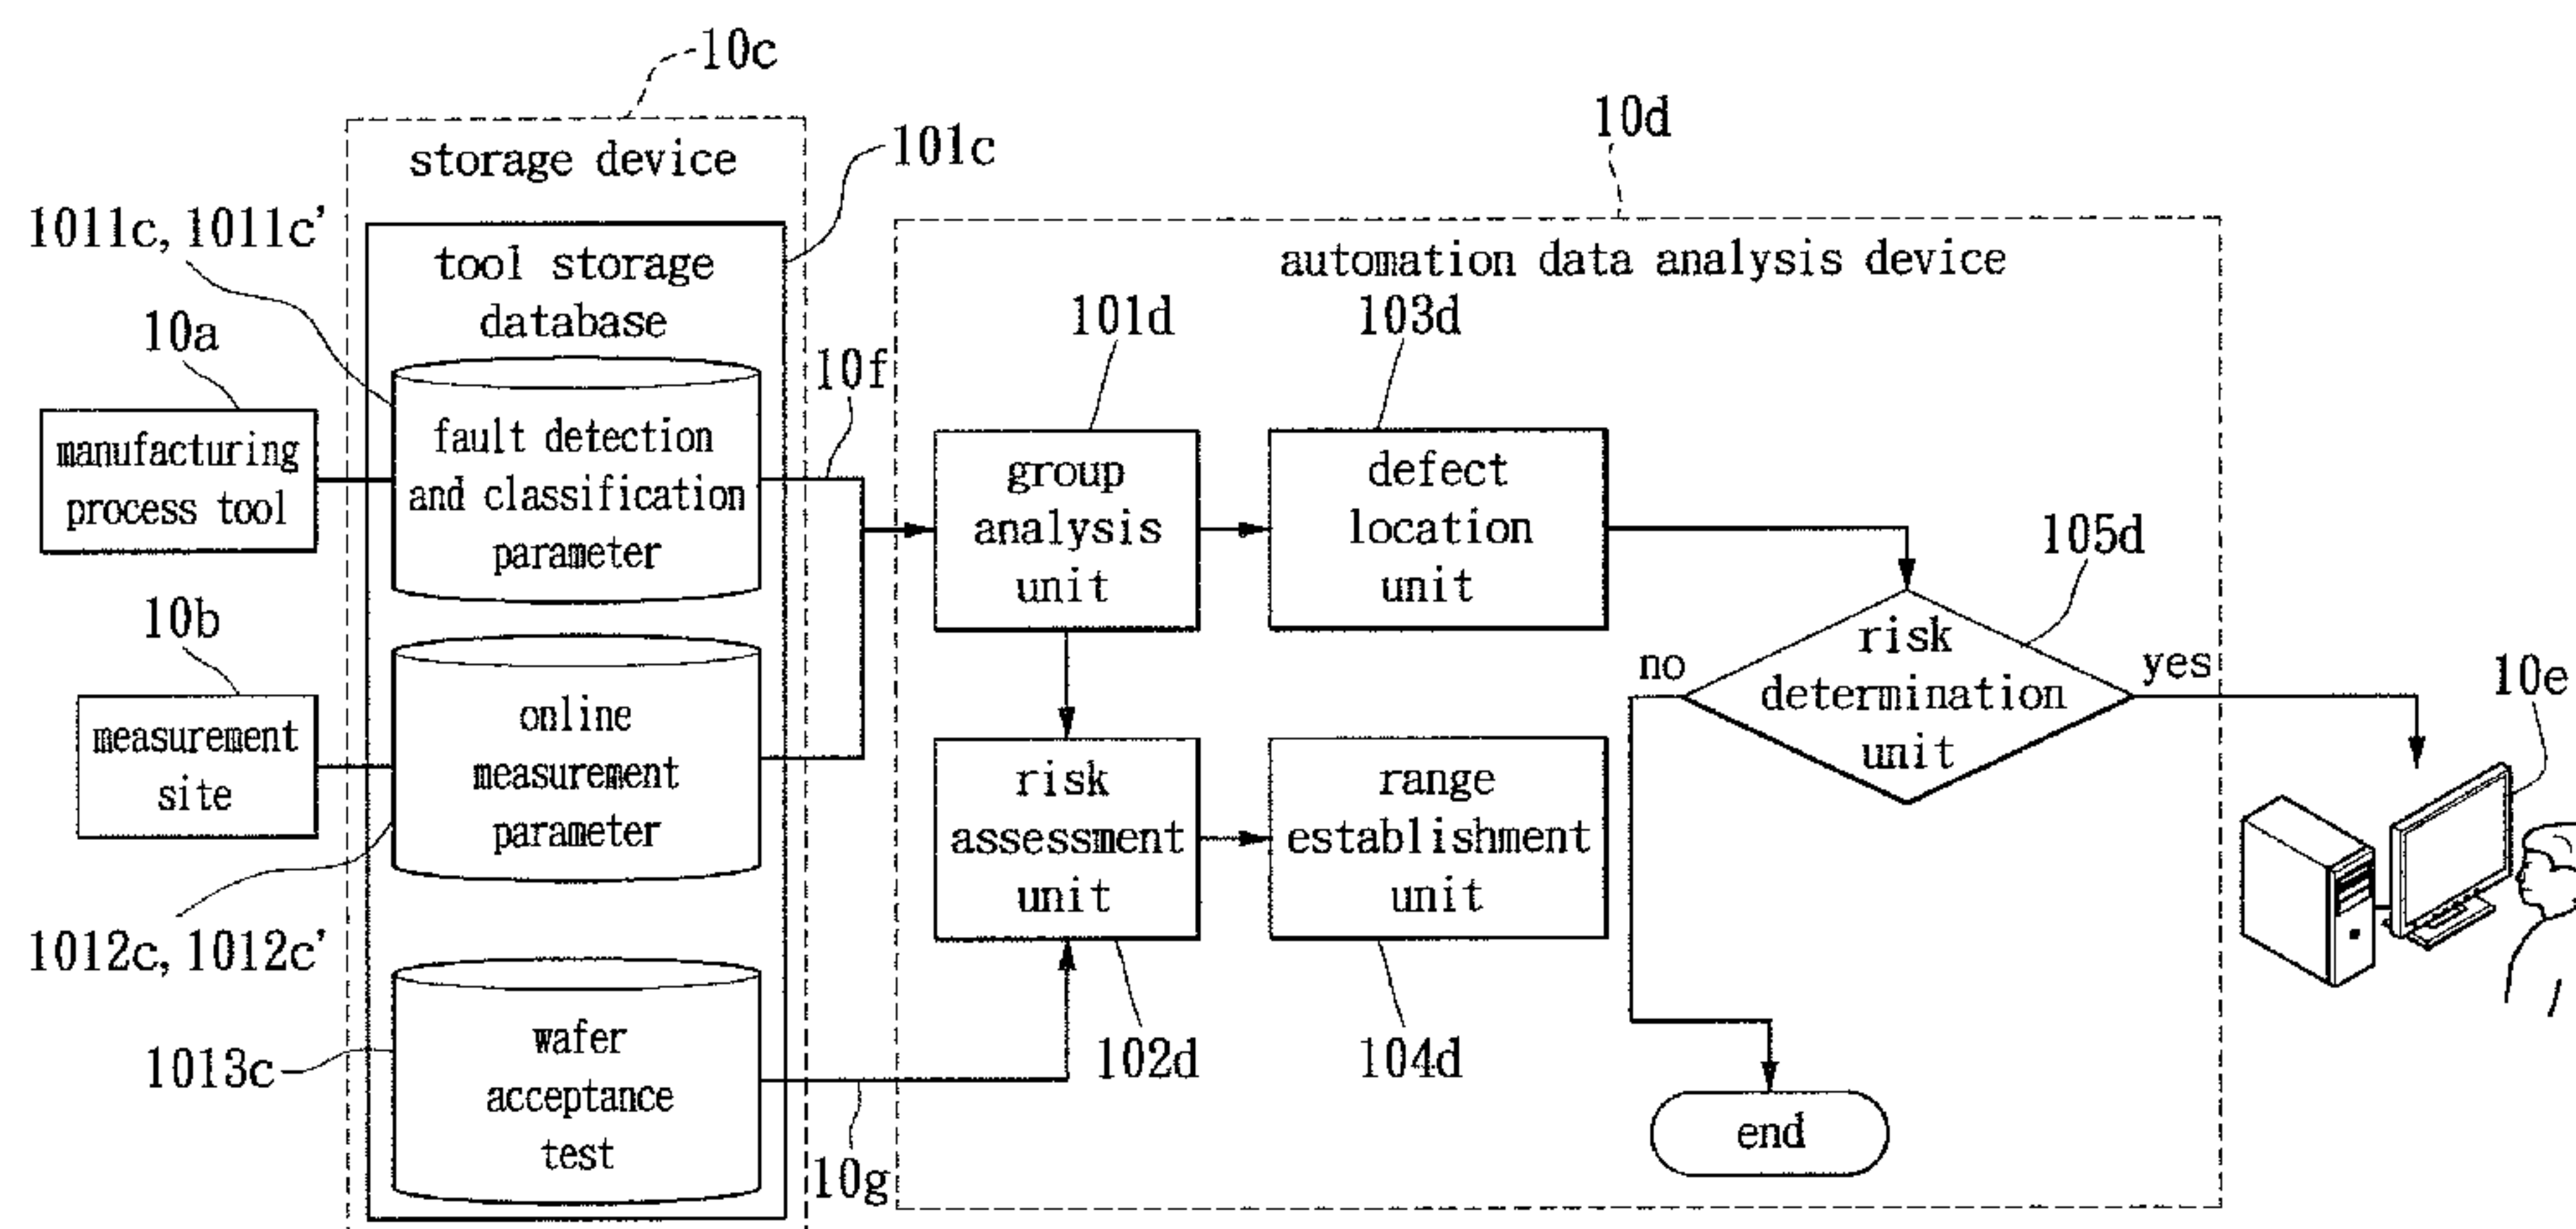 10c
storage device
101c
10d
automation data analysis device
1011c, 1011c'
tool storage
database
10a
manufacturing
process tool
fault detection
and classification
parameter
10f
101d
group
analysis
unit
103d
defect
location
unit
105d
risk
determination
unit
no
yes
10e
10b
measurement
site
online
measurement
parameter
1012c, 1012c'
risk
assessment
unit
102d
range
establishment
unit
104d
1013c
wafer
acceptance
test
10g
end